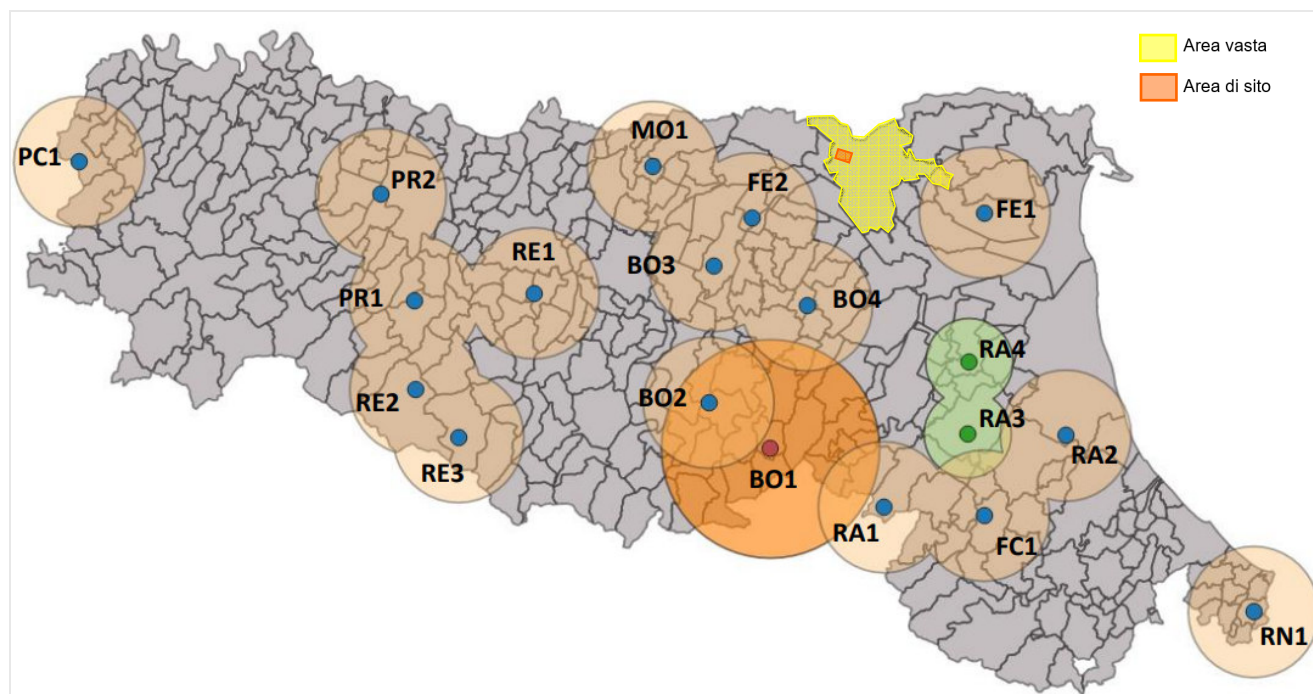 Area vasta
Area di sito
MO1
PC1
PR2
FE2
FE1
RE1
BO3
PR1
BO4
RA4
RE2
BO2
RA3
RE3
BO1
RA2
RA1
FC1
RN1